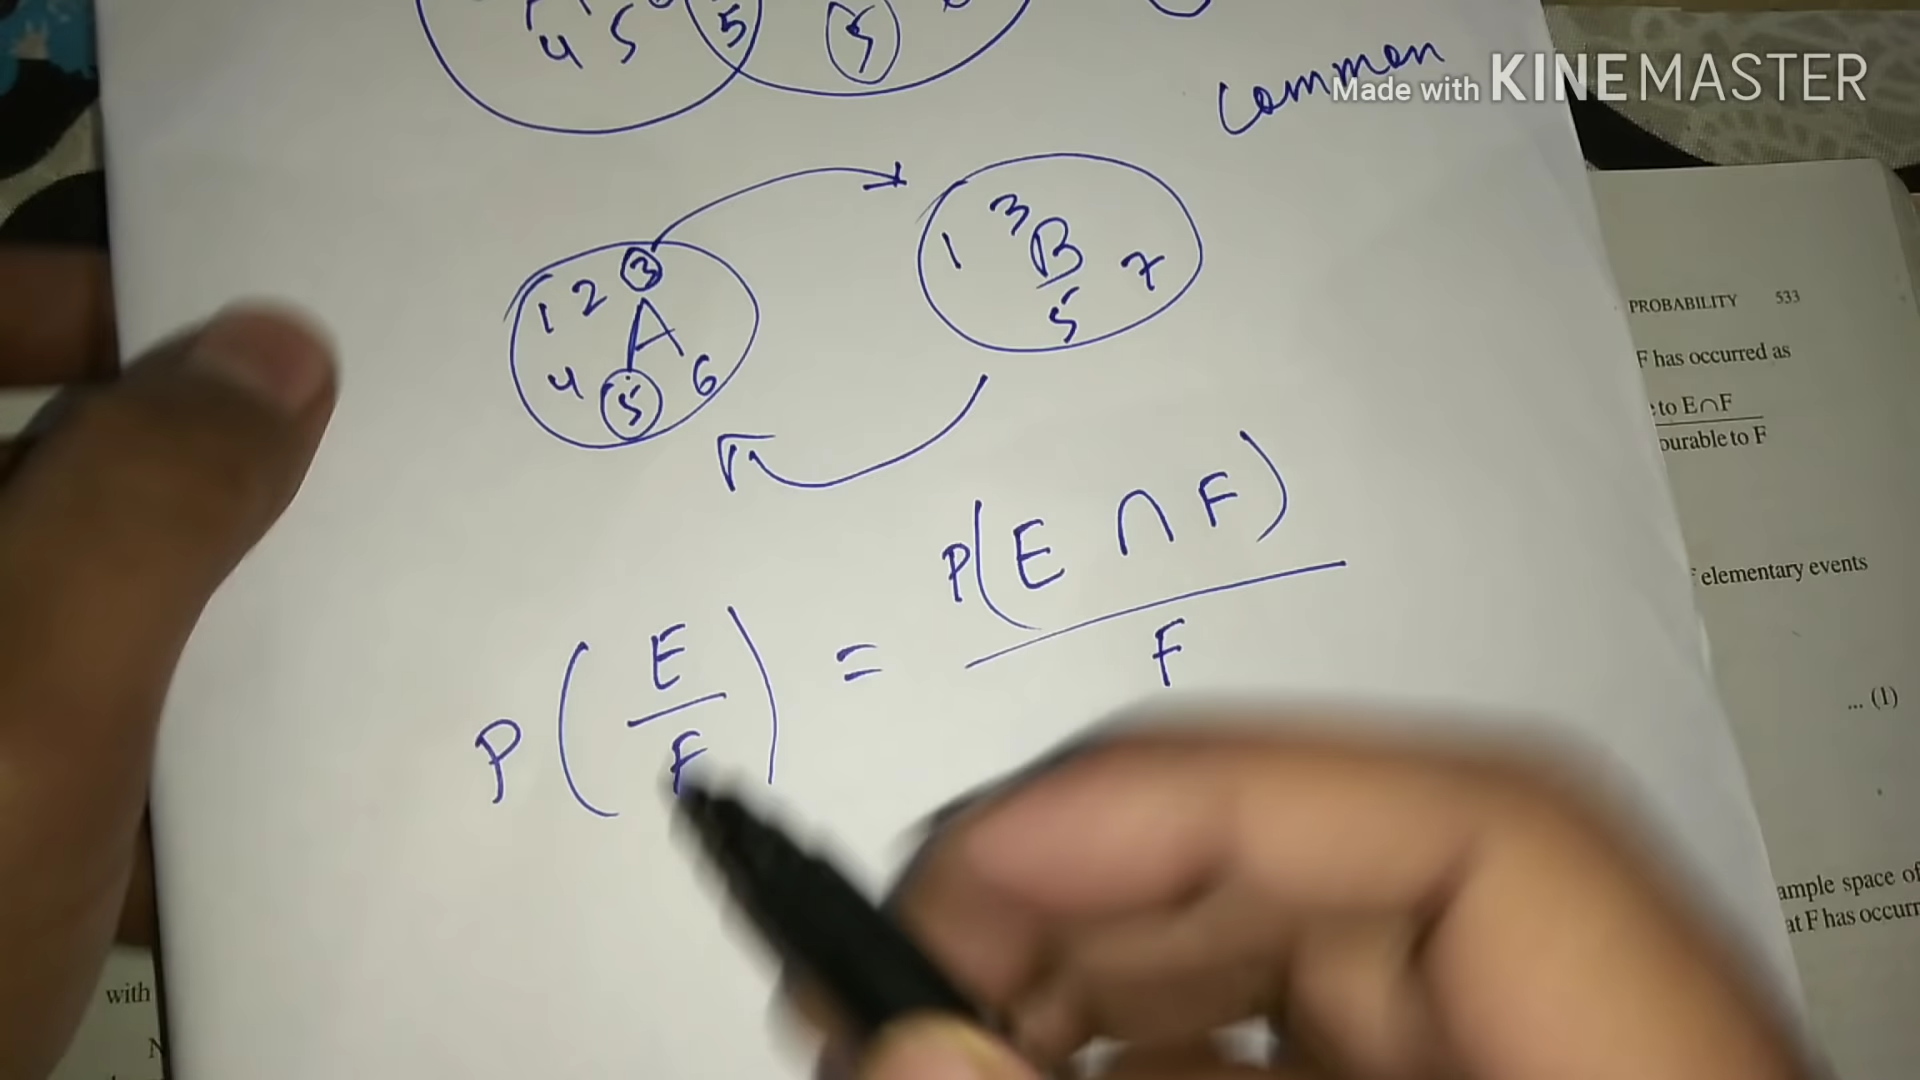 4 5 5 5
common
Made with KINEMASTER
1 2 3
A
4 5 6
1 3 B 7
5
P(E/F) = P(E ∩ F)/F
PROBABILITY 533
F has occurred as
to E∩F
ourable to F
elementary events
... (1)
ample space of
at F has occurr
with
N